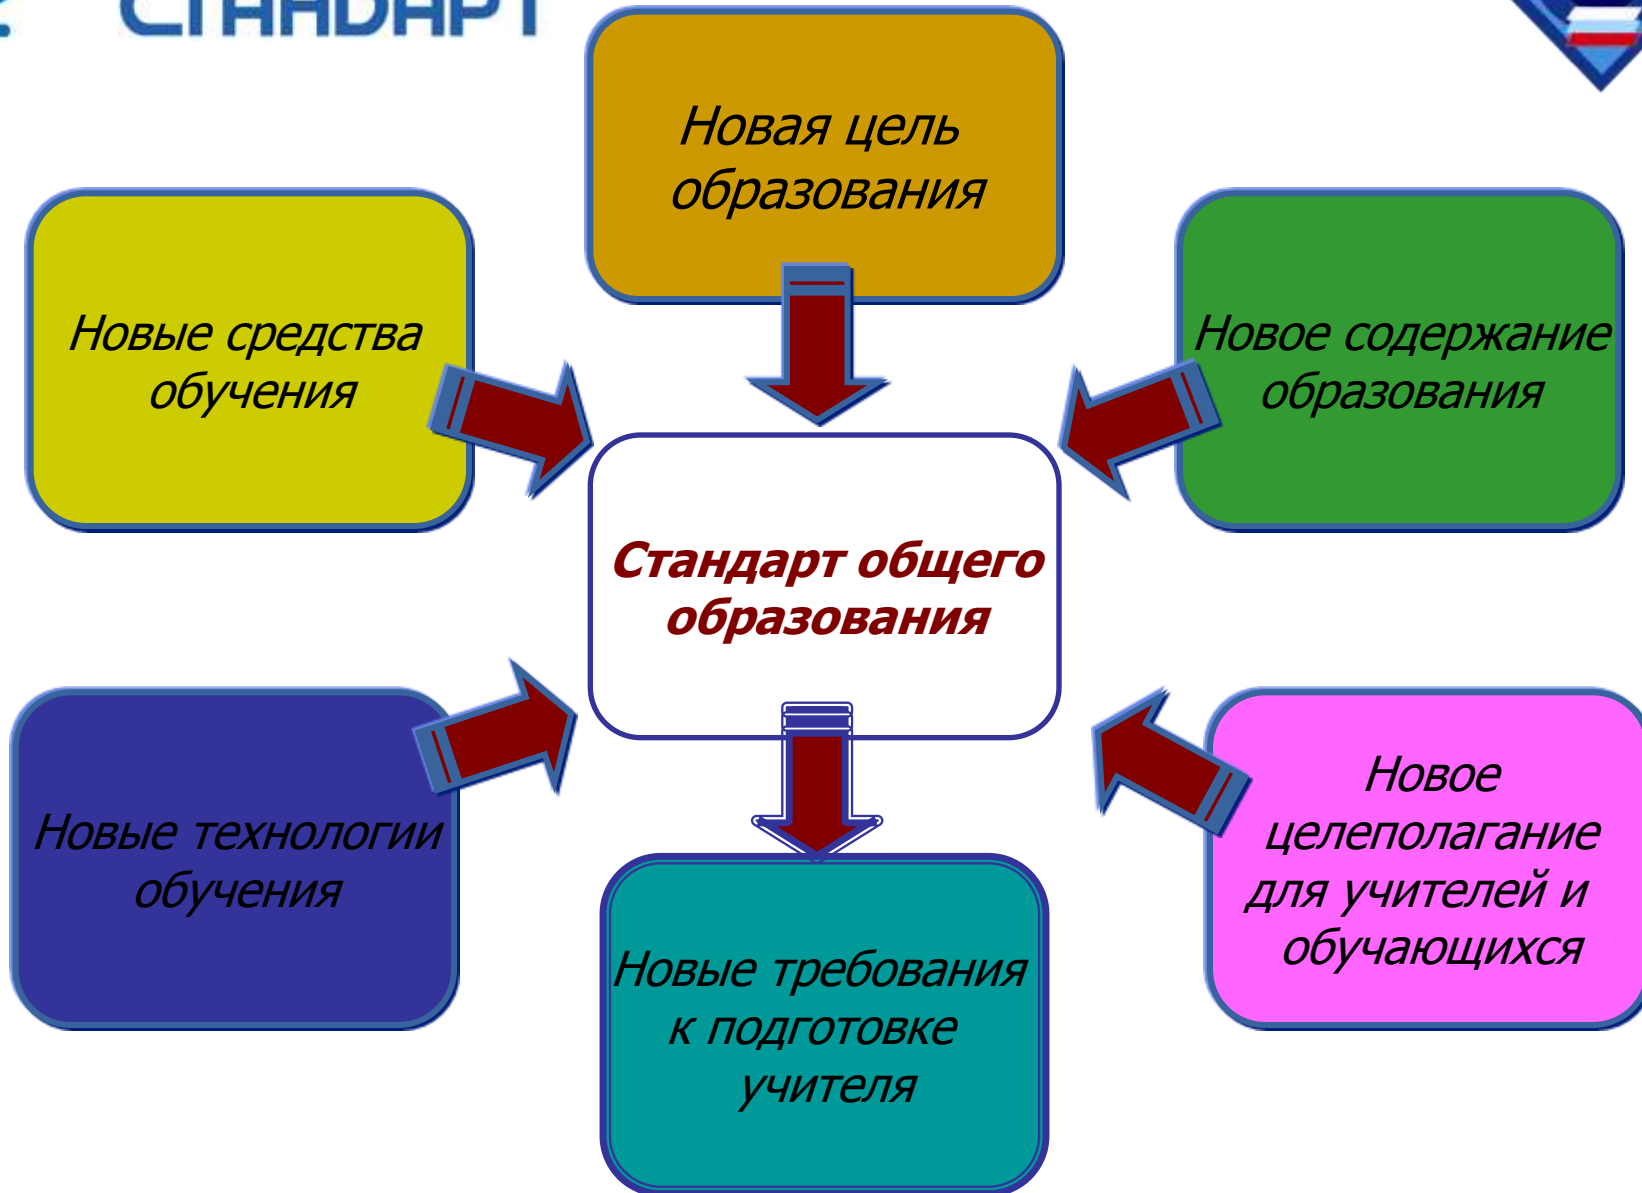 СТАНДАРТ
Новая цель
образования
Новые средства
обучения
Новое содержание
образования
Стандарт общего
образования
Новые технологии
обучения
Новое
целеполагание
для учителей и
обучающихся
Новые требования
к подготовке
учителя